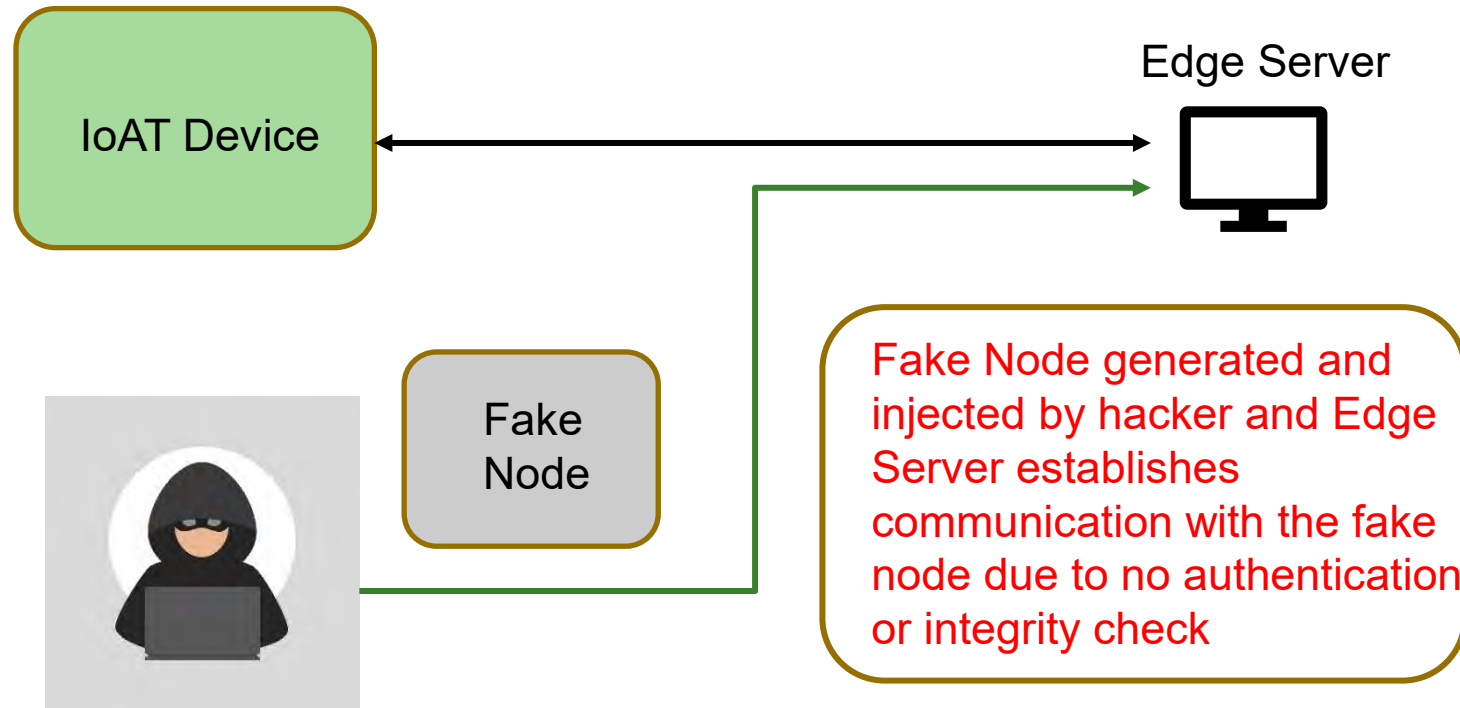 Edge Server
IoAT Device
Fake
Node
Fake Node generated and
injected by hacker and Edge
Server establishes
communication with the fake
node due to no authentication
or integrity check